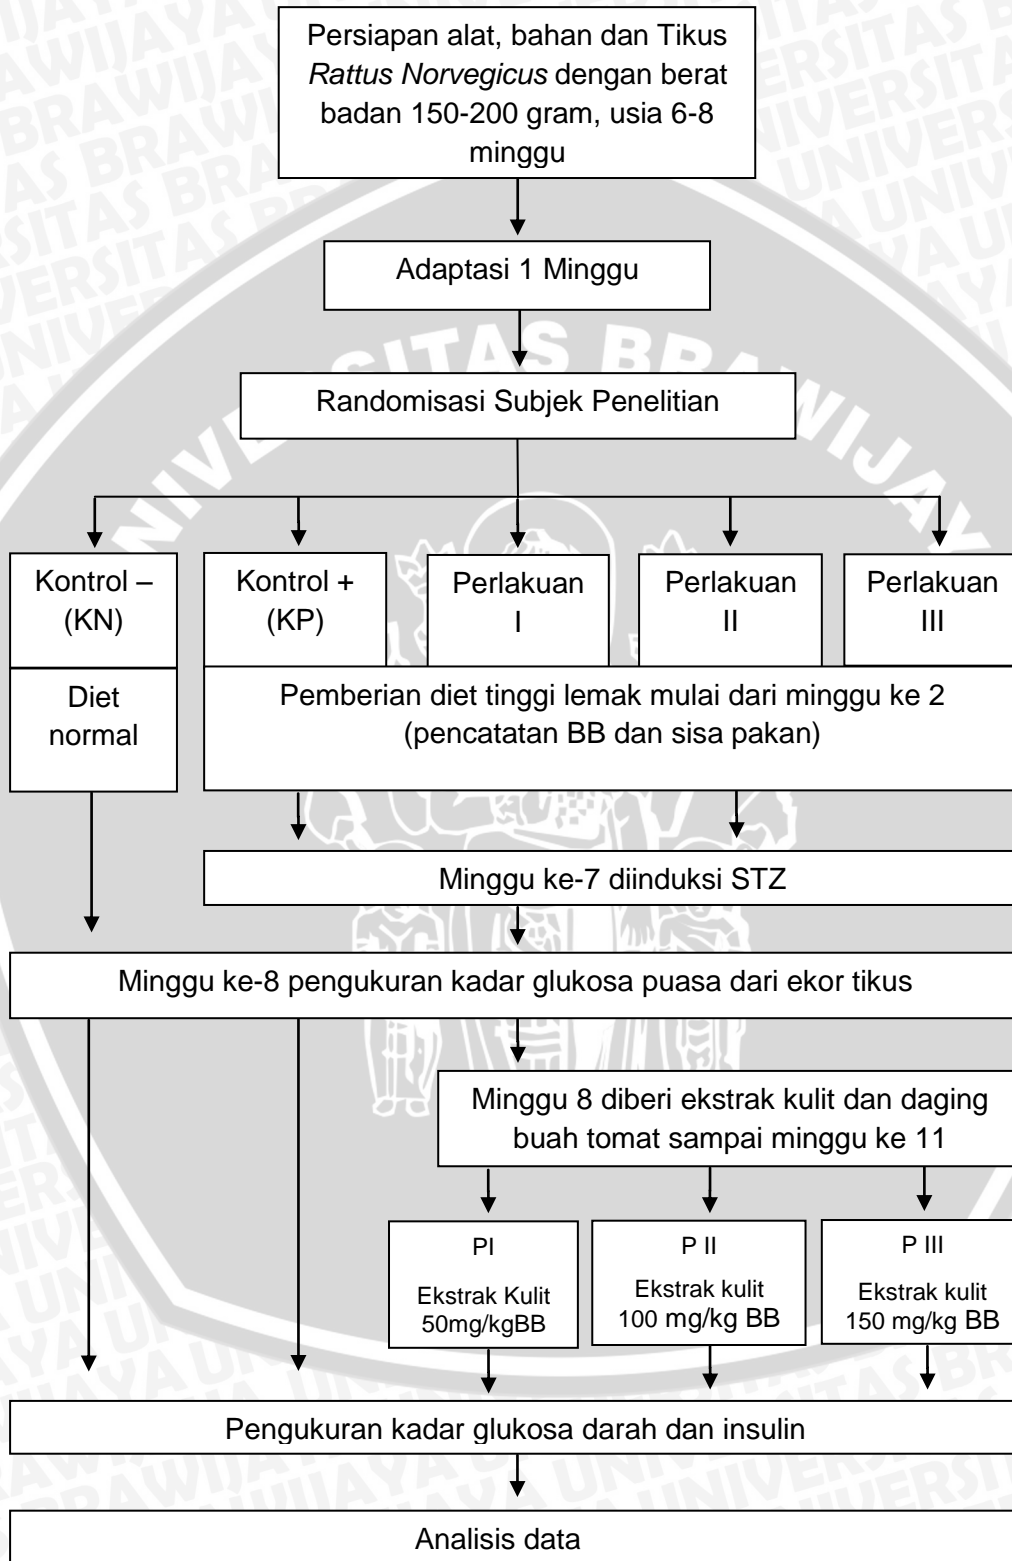 Persiapan alat, bahan dan Tikus
Rattus Norvegicus dengan berat
badan 150-200 gram, usia 6-8
minggu
Adaptasi 1 Minggu
Randomisasi Subjek Penelitian
Kontrol –
(KN)
Kontrol +
(KP)
Perlakuan
I
Perlakuan
II
Perlakuan
III
Diet
normal
Pemberian diet tinggi lemak mulai dari minggu ke 2
(pencatatan BB dan sisa pakan)
Minggu ke-7 diinduksi STZ
Minggu ke-8 pengukuran kadar glukosa puasa dari ekor tikus
Minggu 8 diberi ekstrak kulit dan daging
buah tomat sampai minggu ke 11
PI
Ekstrak Kulit
50mg/kgBB
P II
Ekstrak kulit
100 mg/kg BB
P III
Ekstrak kulit
150 mg/kg BB
Pengukuran kadar glukosa darah dan insulin
Analisis data